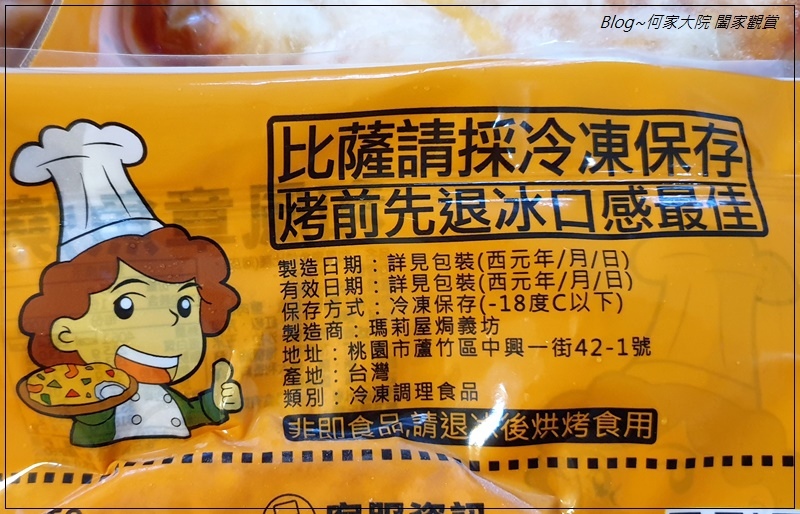 Blog~何家大院 闔家觀賞
比薩請採冷凍保存
烤前先退冰口感最佳
製造日期：詳見包裝(西元年/月/日)
有效日期：詳見包裝(西元年/月/日)
保存方式：冷凍保存(-18度C以下)
製造商：瑪莉屋焗義坊
地址：桃園市蘆竹區中興一街42-1號
產地：台灣
類別：冷凍調理食品
非即食品,請退冰後烘烤食用
客服資訊